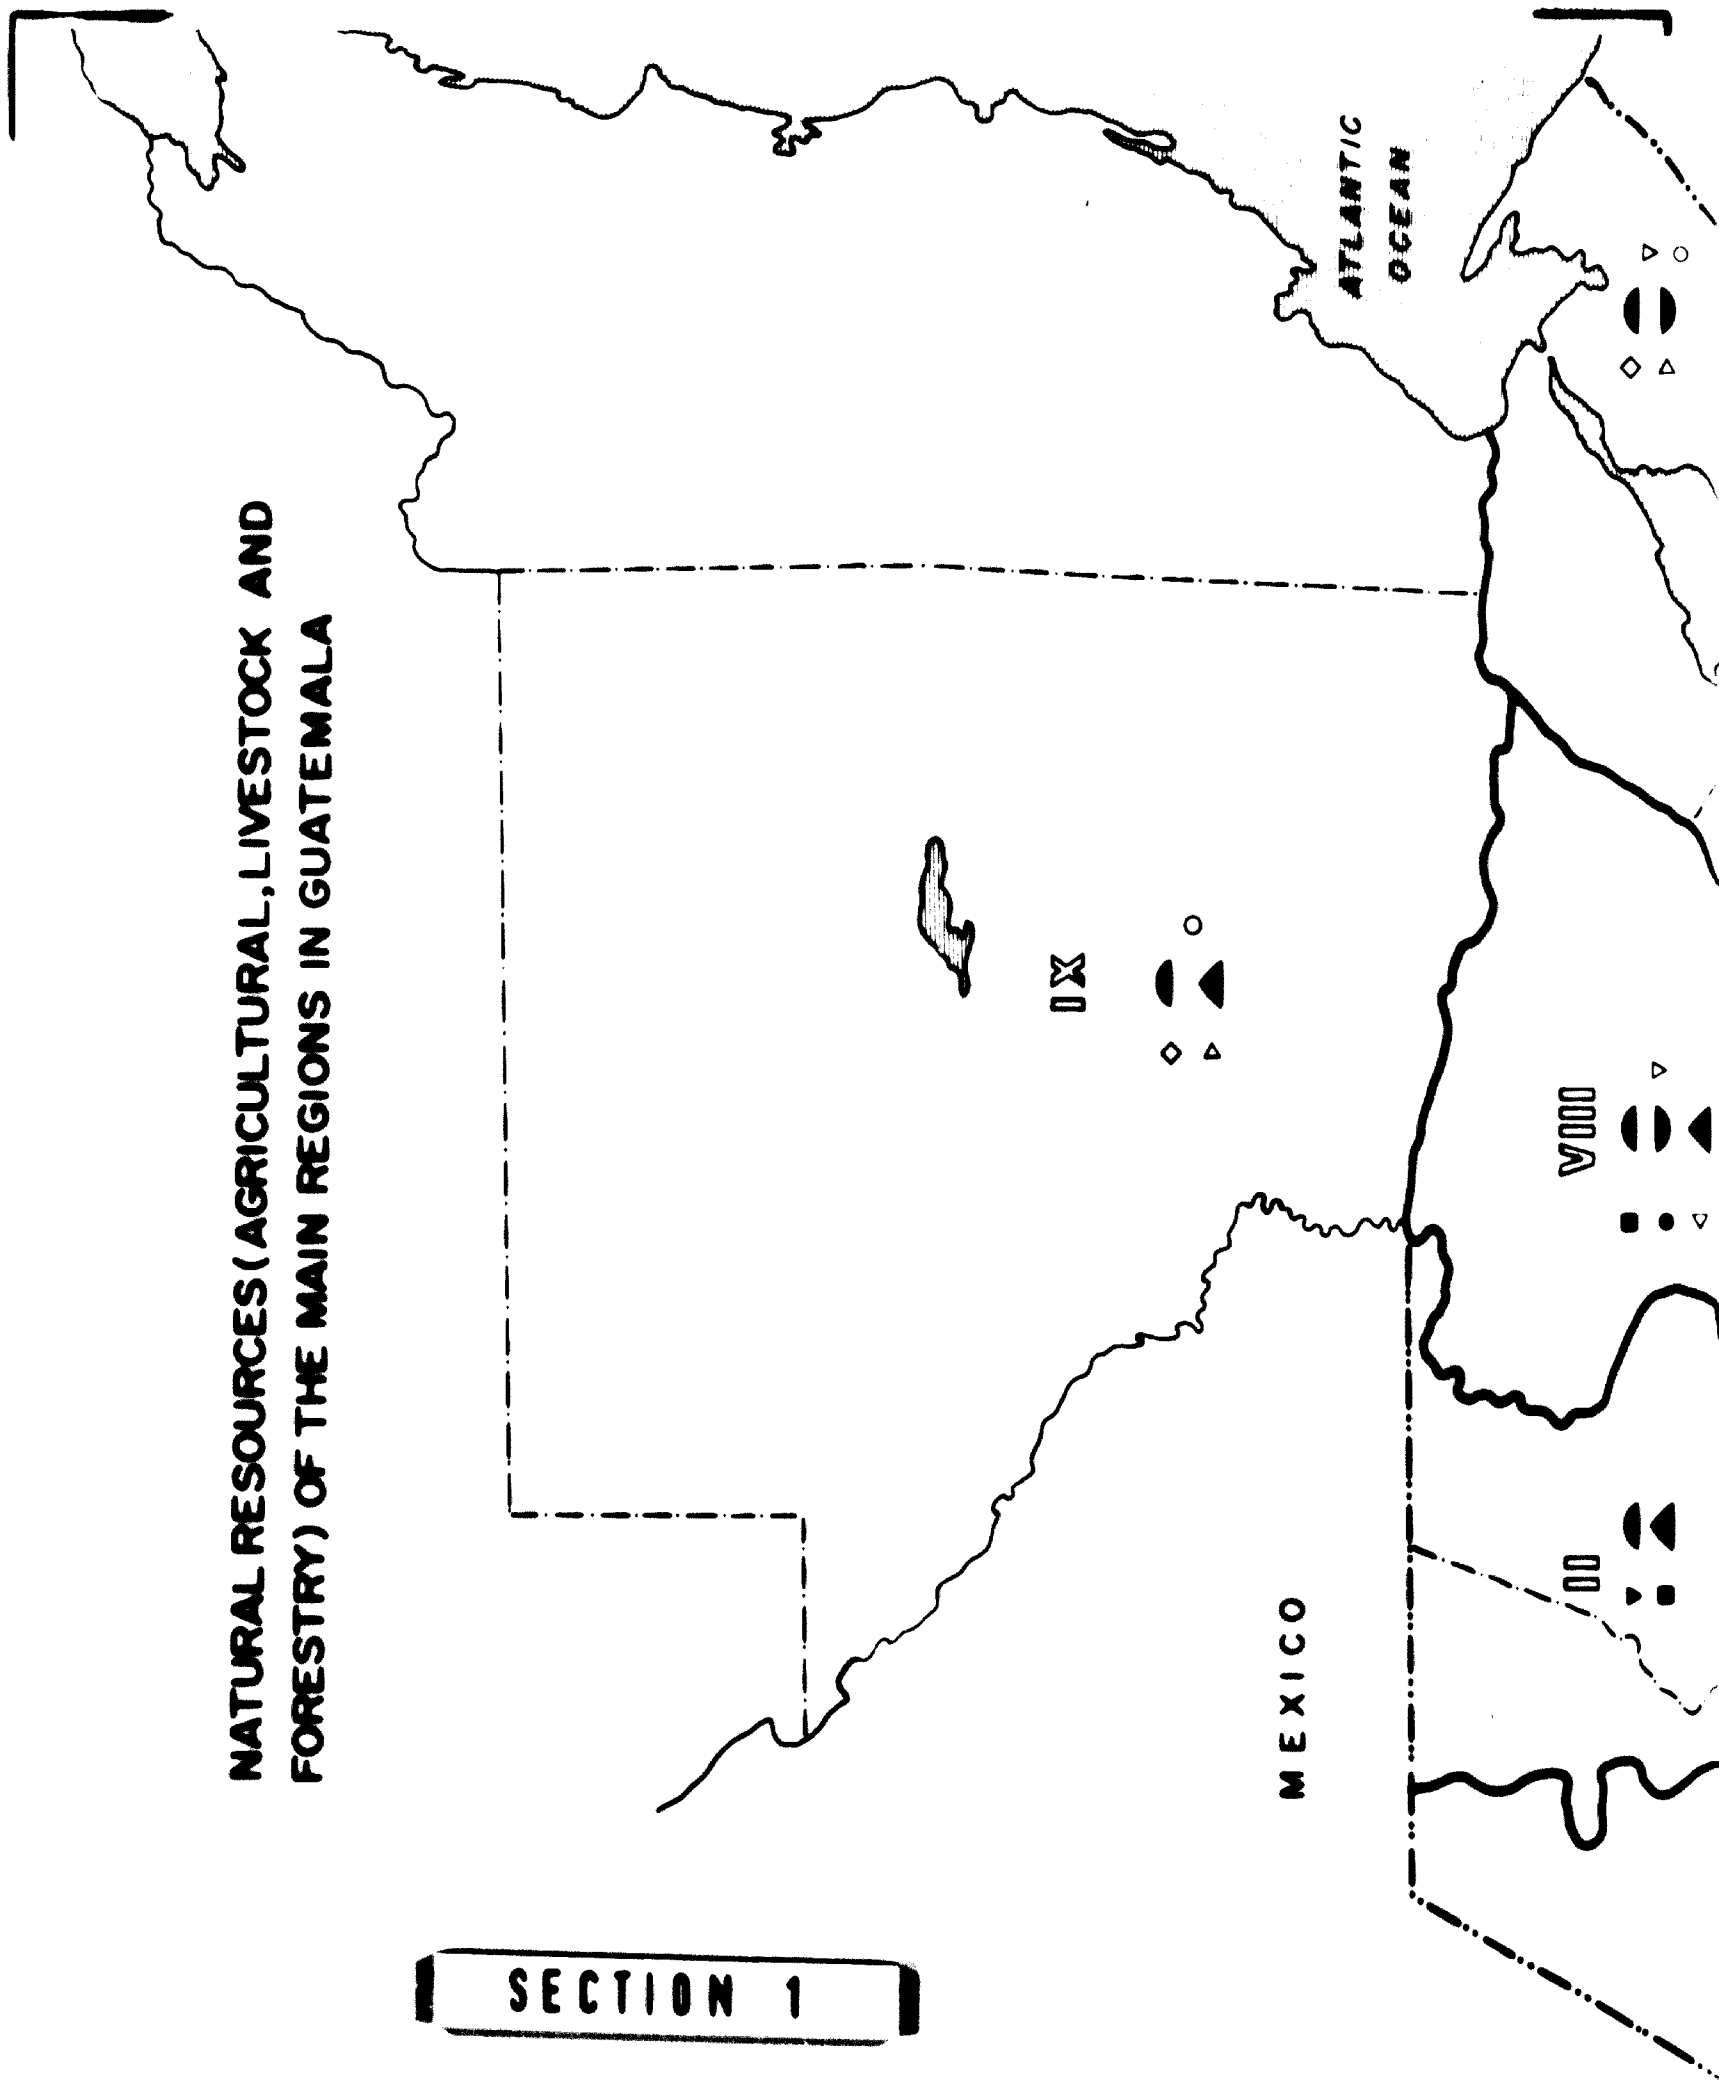 NATURAL RESOURCES (AGRICULTURAL, LIVESTOCK AND
FORESTRY) OF THE MAIN REGIONS IN GUATEMALA
ATLANTIC
OCEAN
IX
VIII
II
MEXICO
SECTION 1